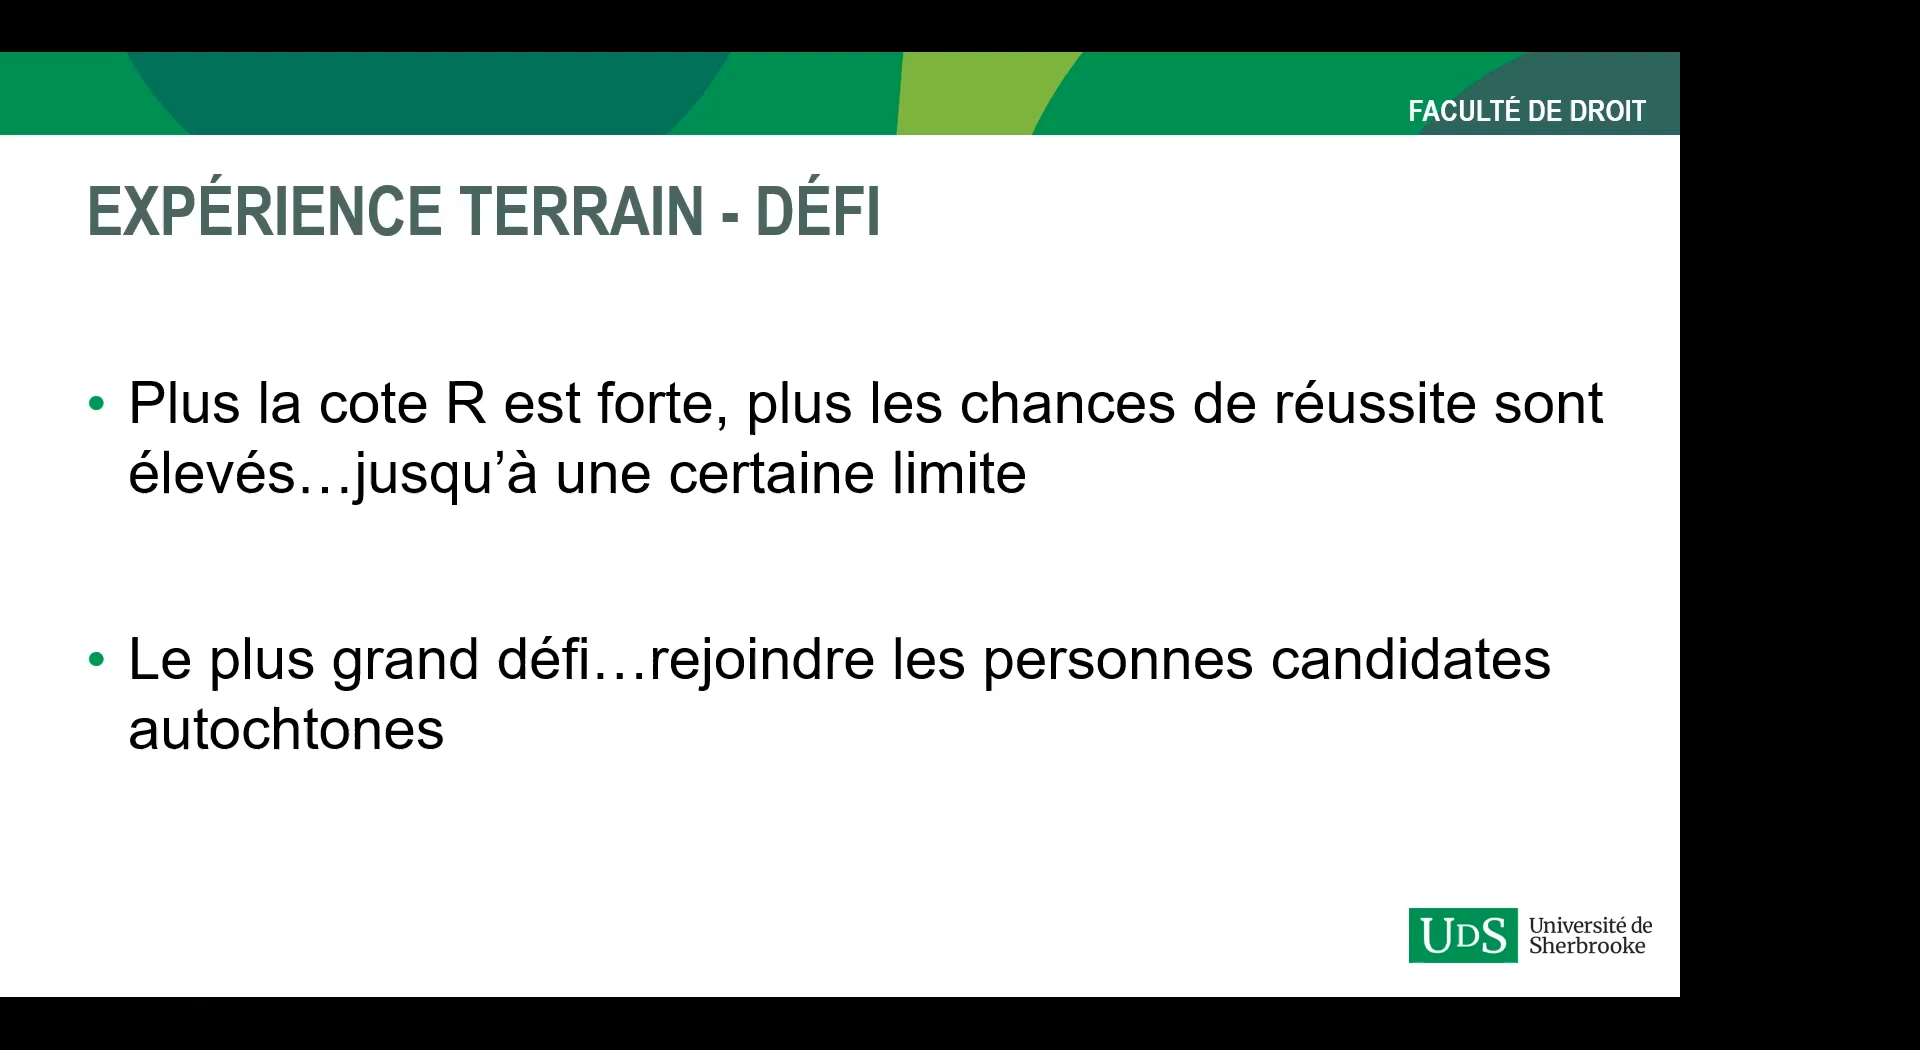 FACULTÉ DE DROIT
EXPÉRIENCE TERRAIN - DÉFI
• Plus la cote R est forte, plus les chances de réussite sont
élevés…jusqu’à une certaine limite
• Le plus grand défi…rejoindre les personnes candidates
autochtones
UDS Université de
Sherbrooke